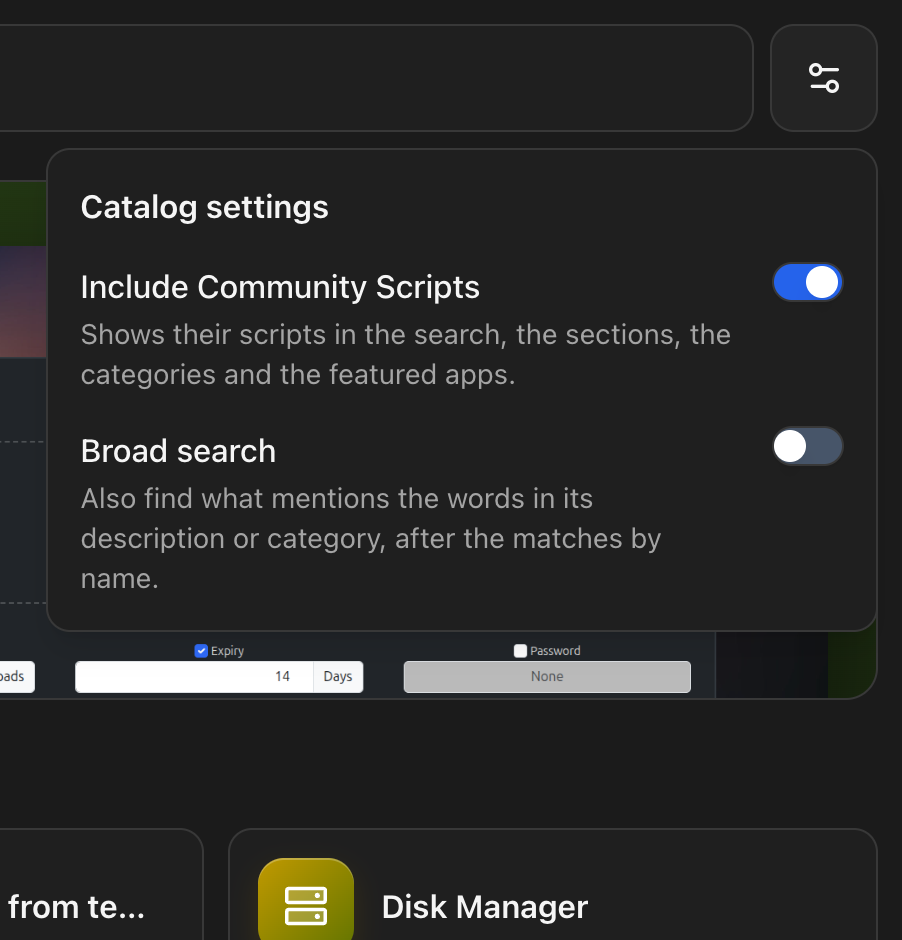 Catalog settings
Include Community Scripts
Shows their scripts in the search, the sections, the
categories and the featured apps.
Broad search
Also find what mentions the words in its
description or category, after the matches by
name.
Expiry
Password
oads
14
Days
None
from te...
Disk Manager